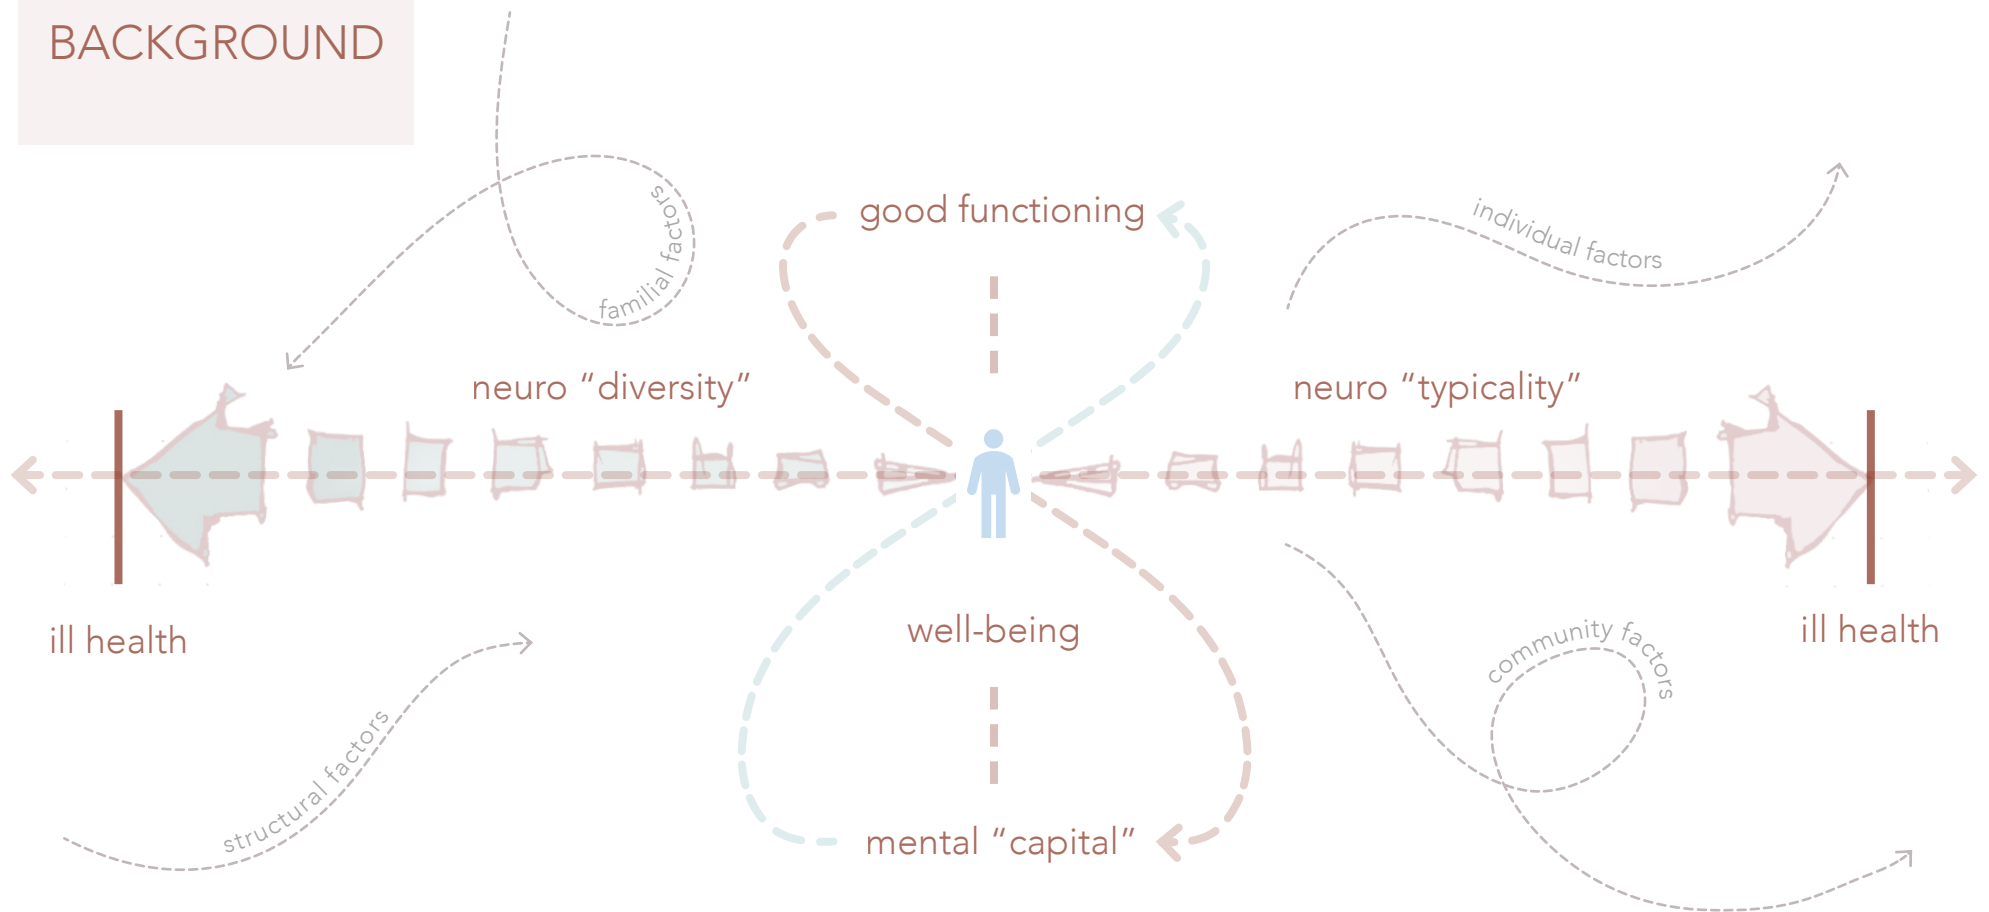 BACKGROUND
familial factors
good functioning
individual factors
neuro “diversity”
neuro “typicality”
ill health
well-being
ill health
community factors
structural factors
mental “capital”